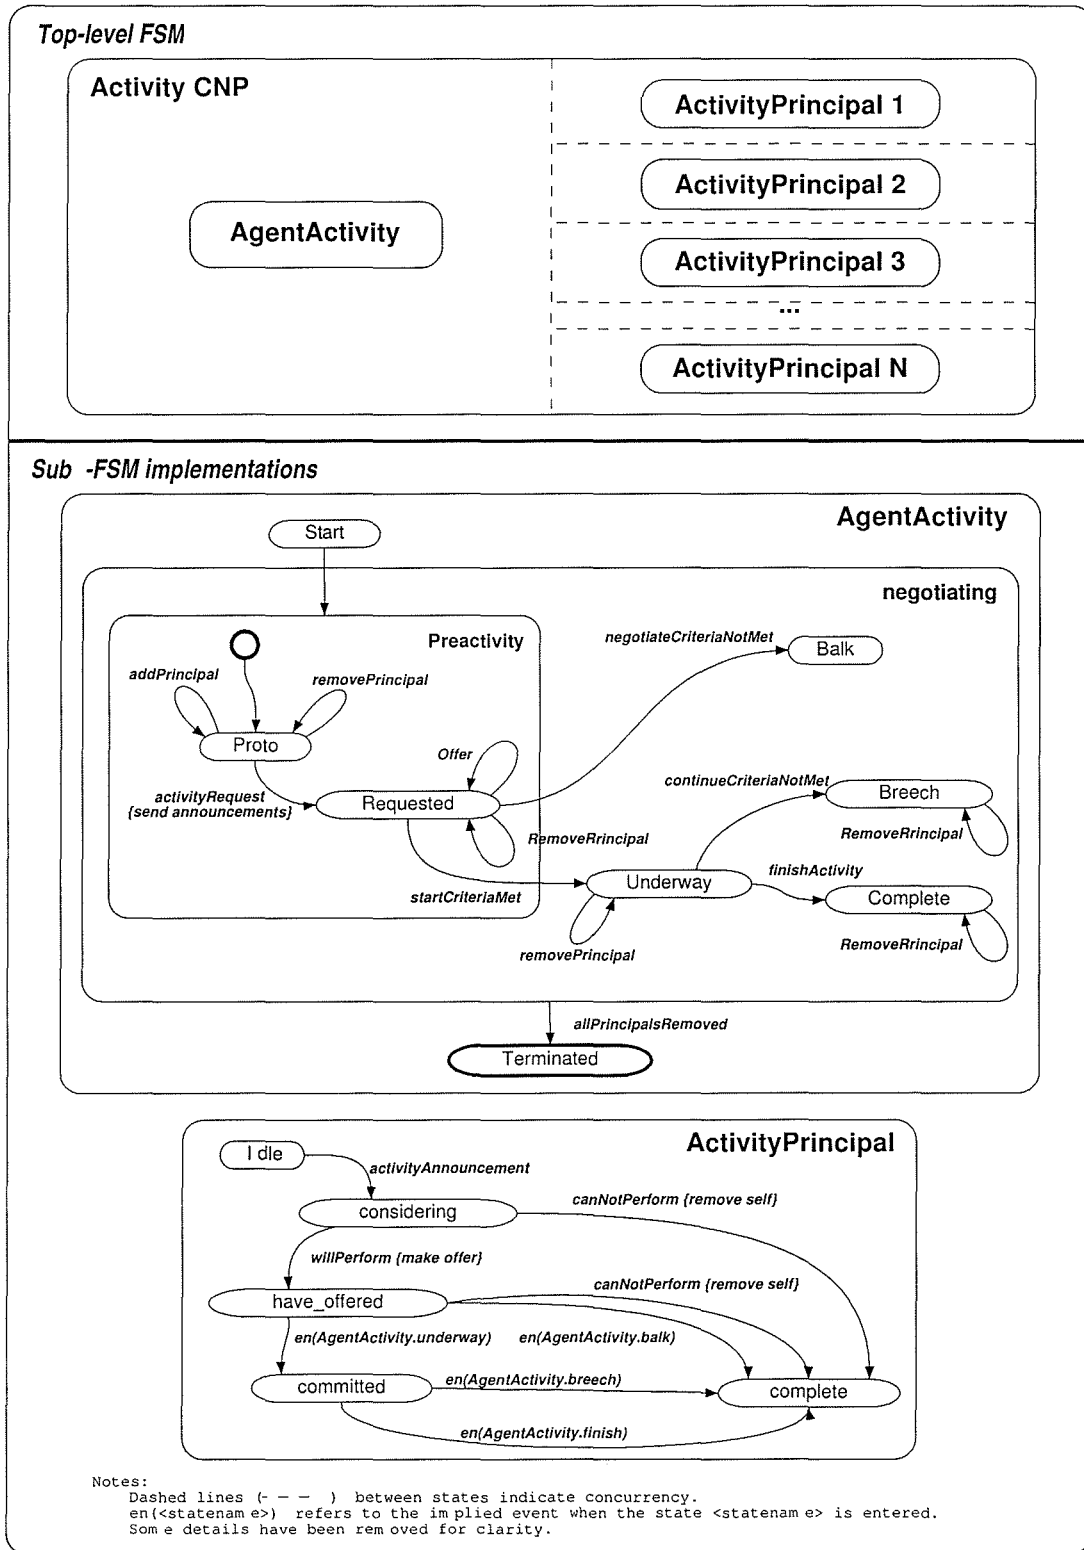 Top-level FSM
Activity CNP
ActivityPrincipal 1
ActivityPrincipal 2
AgentActivity
ActivityPrincipal 3
...
ActivityPrincipal N
Sub -FSM implementations
AgentActivity
Start
negotiating
Preactivity
negotiateCriteriaNotMet
Balk
addPrincipal
removePrincipal
Proto
Offer
activityRequest
{send announcements}
Requested
continueCriteriaNotMet
Breech
RemoveRrincipal
RemoveRrincipal
finishActivity
Underway
startCriteriaMet
Complete
removePrincipal
RemoveRrincipal
allPrincipalsRemoved
Terminated
ActivityPrincipal
I dle
activityAnnouncement
considering
canNotPerform {remove self}
willPerform {make offer}
have_offered
canNotPerform {remove self}
en(AgentActivity.underway)
en(AgentActivity.balk)
committed
en(AgentActivity.breech)
complete
en(AgentActivity.finish)
Notes:
Dashed lines (- — — ) between states indicate concurrency.
en(<statenam e>) refers to the im plied event when the state <statenam e> is entered.
Som e details have been rem oved for clarity.